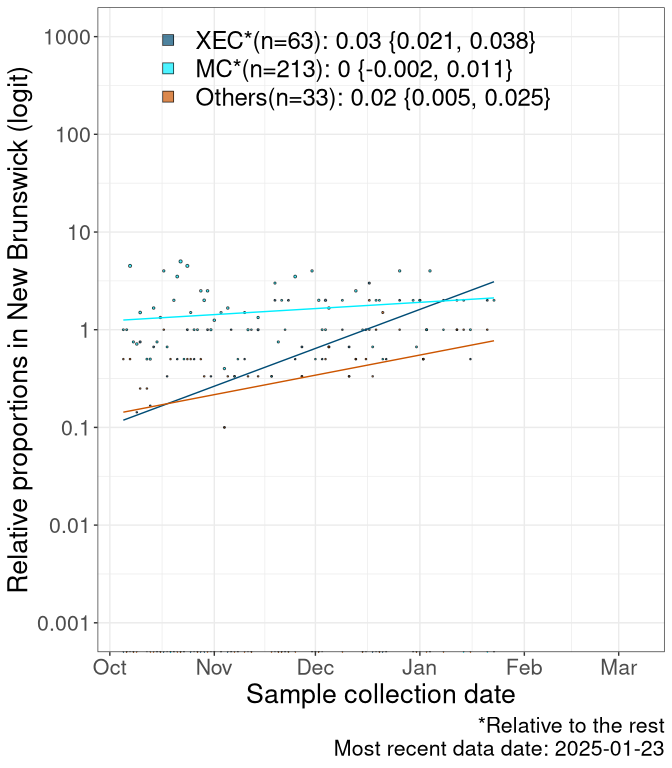 XEC*(n=63): 0.03 {0.021, 0.038}
MC*(n=213): 0 {-0.002, 0.011}
Others(n=33): 0.02 {0.005, 0.025}
Relative proportions in New Brunswick (logit)
1000
100
10
1
0.1
0.01
0.001
Oct Nov Dec Jan Feb Mar
Sample collection date
*Relative to the rest
Most recent data date: 2025-01-23